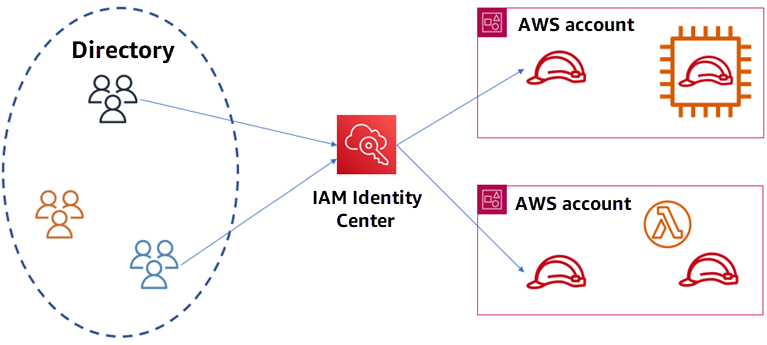 Directory
AWS account
IAM Identity
Center
AWS account